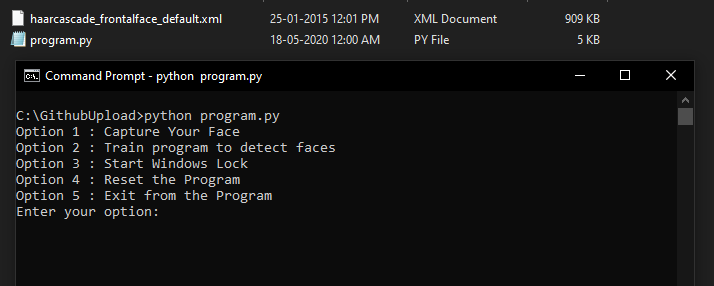 haarcascade_frontalface_default.xml 25-01-2015 12:01 PM XML Document 909 KB
program.py 18-05-2020 12:00 AM PY File 5 KB
Command Prompt - python  program.py
C:\GithubUpload>python program.py
Option 1 : Capture Your Face
Option 2 : Train program to detect faces
Option 3 : Start Windows Lock
Option 4 : Reset the Program
Option 5 : Exit from the Program
Enter your option: